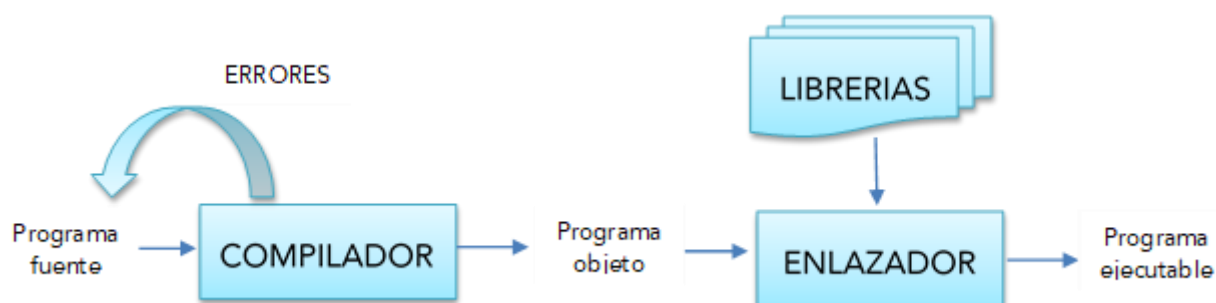 ERRORES
LIBRERIAS
Programa
fuente
COMPILADOR
Programa
objeto
ENLAZADOR
Programa
ejecutable